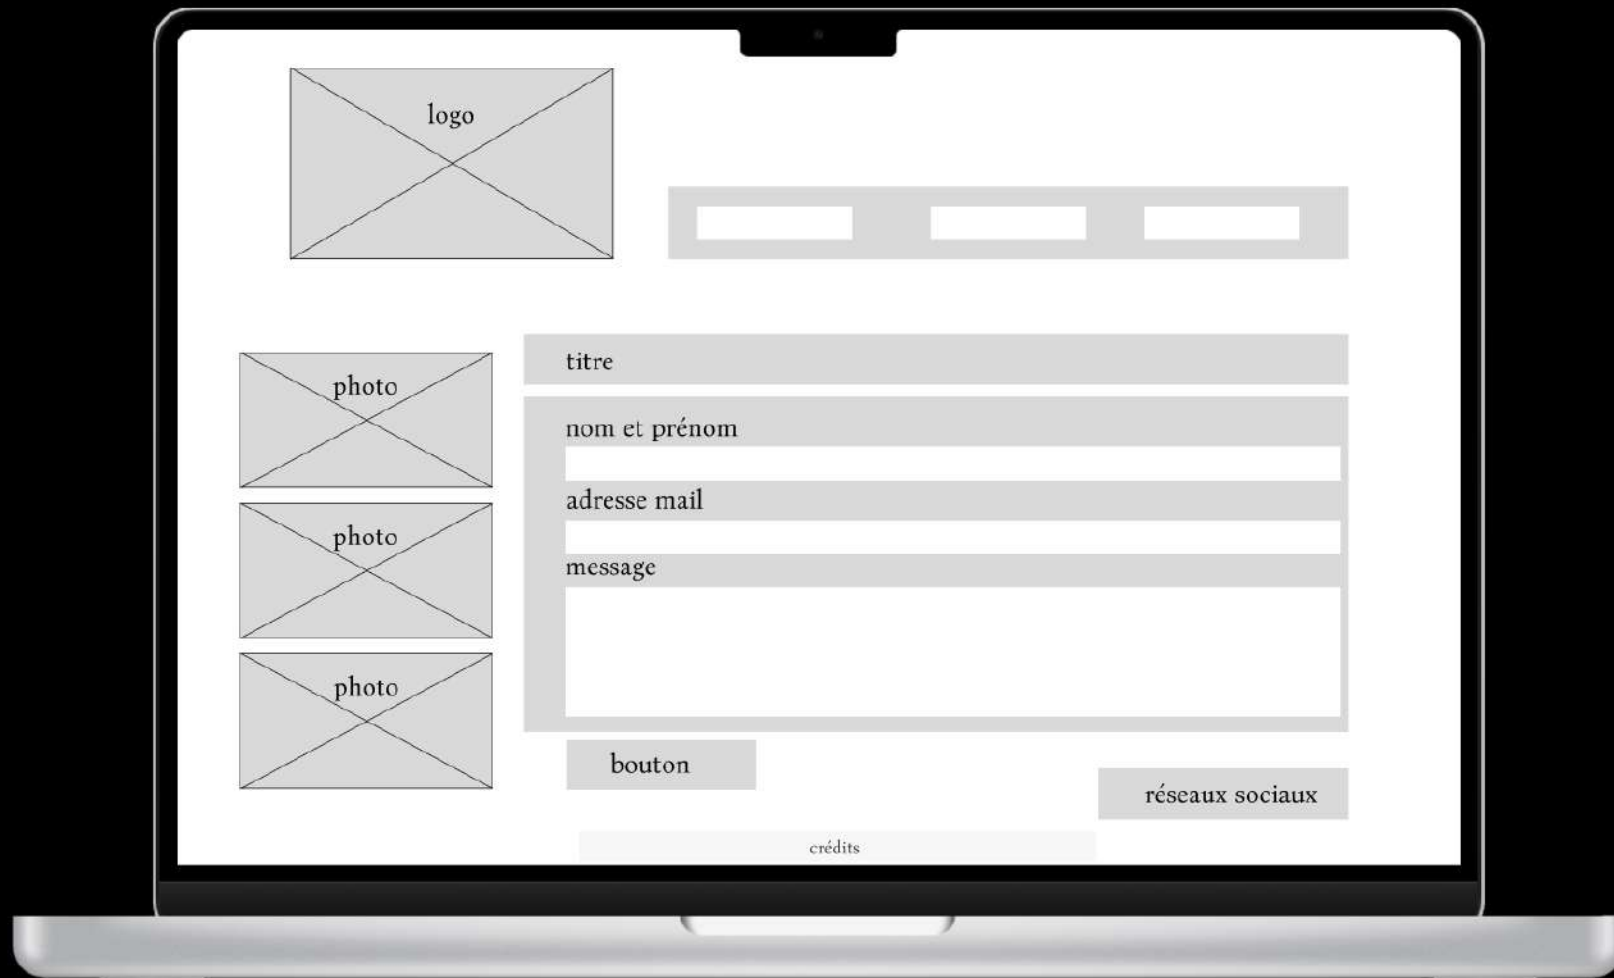 logo
photo
photo
photo
titre
nom et prénom
adresse mail
message
bouton
réseaux sociaux
crédits